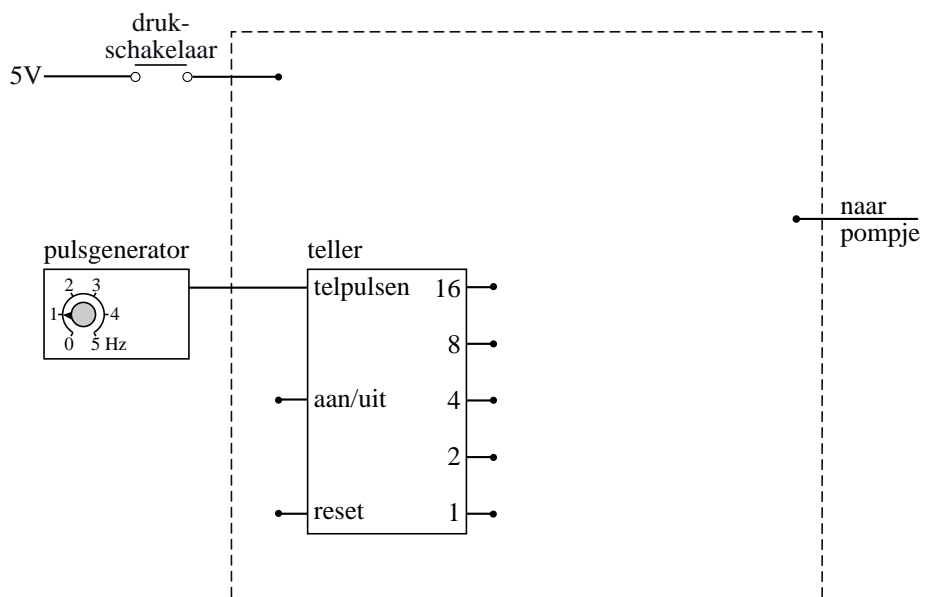 druk-
schakelaar
5V
naar
pompje
pulsgenerator
2 3
1 4
0 5 Hz
teller
telpulsen 16
8
aan/uit 4
2
reset 1